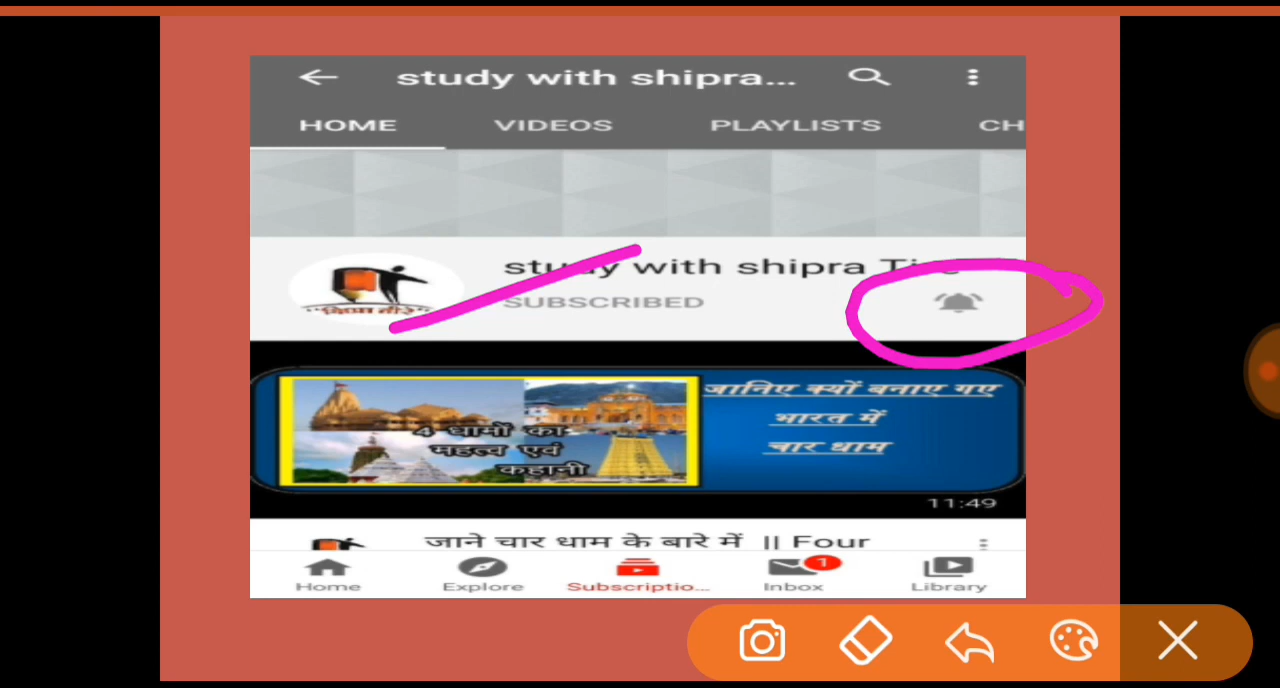 study with shipra...
HOME VIDEOS PLAYLISTS CH
study with shipra
SUBSCRIBED
4 धामों का
महत्व एवं
कहानी
जानिए क्यों बनाए गए
भारत में
चार धाम
11:49
जाने चार धाम के बारे में || Four
Home Explore Subscriptio... 1 Inbox Library